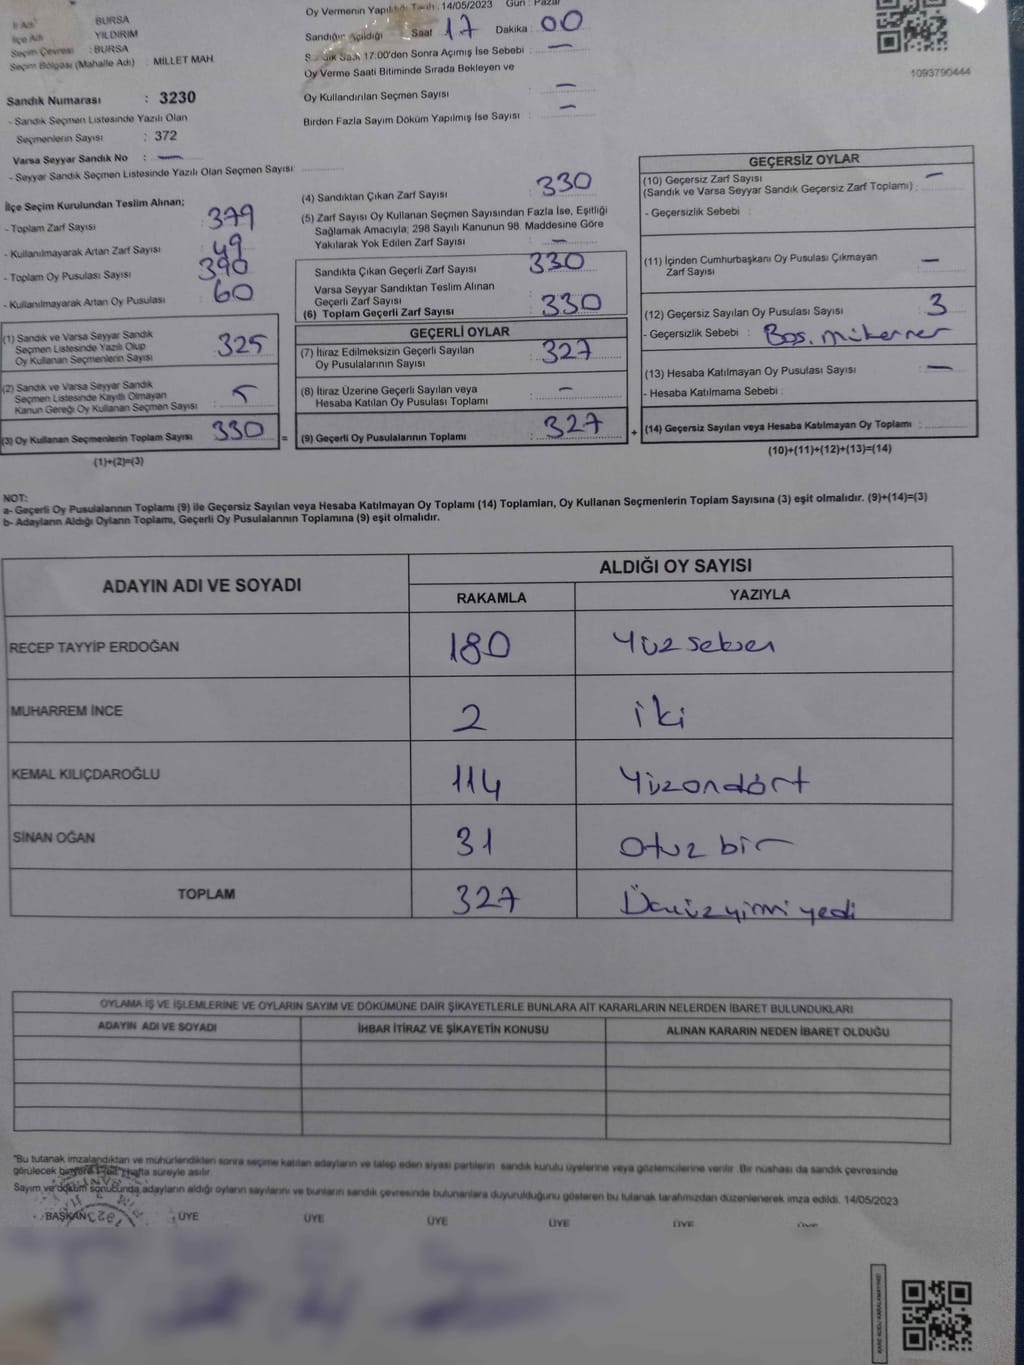 İli Adı : BURSA
İlçe Adı : YILDIRIM
Seçim Çevresi : BURSA
Seçim Bölgesi (Mahalle Adı) : MİLLET MAH.
Sandık Numarası : 3230
- Sandık Seçmen Listesinde Yazılı Olan
Seçmenlerin Sayısı : 372
Varsa Seyyar Sandık No : —
- Seyyar Sandık Seçmen Listesinde Yazılı Olan Seçmen Sayısı
Oy Vermenin Yapıldığı Tarih : 14/05/2023 Gün : Pazar
Sandığın Açıldığı Saat 17 Dakika : 00
Sandık Saat 17:00'den Sonra Açımış İse Sebebi : —
Oy Verme Saati Bitiminde Sırada Bekleyen ve
Oy Kullandırılan Seçmen Sayısı : —
Birden Fazla Sayım Döküm Yapılmış İse Sayısı : —
1093790444
İlçe Seçim Kurulundan Teslim Alınan;
- Toplam Zarf Sayısı : 379
- Kullanılmayarak Artan Zarf Sayısı : 49
- Toplam Oy Pusulası Sayısı : 390
- Kullanılmayarak Artan Oy Pusulası : 60
(1) Sandık ve Varsa Seyyar Sandık
Seçmen Listesinde Yazılı Olup
Oy Kullanan Seçmenlerin Sayısı : 325
(2) Sandık ve Varsa Seyyar Sandık
Seçmen Listesinde Kayıtlı Olmayan
Kanun Gereği Oy Kullanan Seçmen Sayısı : 5
(3) Oy Kullanan Seçmenlerin Toplam Sayısı : 330
(1)+(2)=(3)
(4) Sandıktan Çıkan Zarf Sayısı : 330
(5) Zarf Sayısı Oy Kullanan Seçmen Sayısından Fazla İse, Eşitliği
Sağlamak Amacıyla; 298 Sayılı Kanunun 98. Maddesine Göre
Yakılarak Yok Edilen Zarf Sayısı : —
Sandıkta Çıkan Geçerli Zarf Sayısı : 330
Varsa Seyyar Sandıktan Teslim Alınan
Geçerli Zarf Sayısı
(6) Toplam Geçerli Zarf Sayısı : 330
GEÇERLİ OYLAR
(7) İtiraz Edilmeksizin Geçerli Sayılan
Oy Pusulalarının Sayısı : 327
(8) İtiraz Üzerine Geçerli Sayılan veya
Hesaba Katılan Oy Pusulası Toplamı : —
= (9) Geçerli Oy Pusulalarının Toplamı : 327 +
GEÇERSİZ OYLAR
(10) Geçersiz Zarf Sayısı
(Sandık ve Varsa Seyyar Sandık Geçersiz Zarf Toplamı) : —
- Geçersizlik Sebebi :
(11) İçinden Cumhurbaşkanı Oy Pusulası Çıkmayan
Zarf Sayısı : —
(12) Geçersiz Sayılan Oy Pusulası Sayısı : 3
- Geçersizlik Sebebi : Boş. mükerrer
(13) Hesaba Katılmayan Oy Pusulası Sayısı : —
- Hesaba Katılmama Sebebi :
(14) Geçersiz Sayılan veya Hesaba Katılmayan Oy Toplamı :
(10)+(11)+(12)+(13)=(14)
NOT:
a- Geçerli Oy Pusulalarının Toplamı (9) ile Geçersiz Sayılan veya Hesaba Katılmayan Oy Toplamı (14) Toplamları, Oy Kullanan Seçmenlerin Toplam Sayısına (3) eşit olmalıdır. (9)+(14)=(3)
b- Adayların Aldığı Oyların Toplamı, Geçerli Oy Pusulalarının Toplamına (9) eşit olmalıdır.
ADAYIN ADI VE SOYADI ALDIĞI OY SAYISI
RAKAMLA YAZIYLA
RECEP TAYYİP ERDOĞAN 180 Yüzseksen
MUHARREM İNCE 2 iki
KEMAL KILIÇDAROĞLU 114 Yüzondört
SİNAN OĞAN 31 otuz bir
TOPLAM 327 Üçyüzyirmiyedi
OYLAMA İŞ VE İŞLEMLERİNE VE OYLARIN SAYIM VE DÖKÜMÜNE DAİR ŞİKAYETLERLE BUNLARA AİT KARARLARIN NELERDEN İBARET BULUNDUKLARI
ADAYIN ADI VE SOYADI İHBAR İTİRAZ VE ŞİKAYETİN KONUSU ALINAN KARARIN NEDEN İBARET OLDUĞU
"Bu tutanak imzalandıktan ve mühürlendikten sonra seçime katılan adayların ve talep eden siyasi partilerin sandık kurulu üyelerine veya gözlemcilerine verilir. Bir nüshası da sandık çevresinde
görülecek bir yere 1 hafta süreyle asılır.
Sayım ve döküm sonucunda adayların aldığı oyların sayılarını ve bunların sandık çevresinde bulunanlara duyurulduğunu gösteren bu tutanak tarafımızdan düzenlenerek imza edildi. 14/05/2023
BAŞKAN ÜYE ÜYE ÜYE ÜYE ÜYE ÜYE